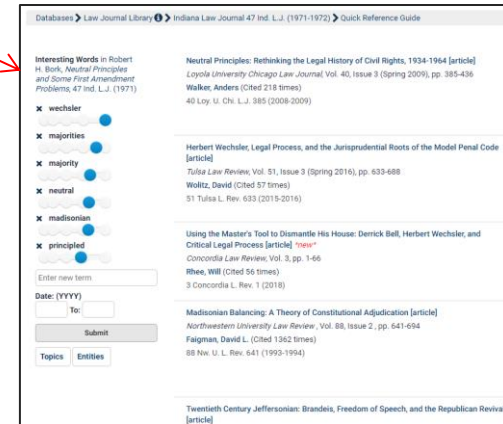 Databases > Law Journal Library > Indiana Law Journal 47 Ind. L.J. (1971-1972) > Quick Reference Guide
Interesting Words in Robert
H. Bork, Neutral Principles
and Some First Amendment
Problems, 47 Ind. L.J. (1971)
× wechsler
× majorities
× majority
× neutral
× madisonian
× principled
Enter new term
Date: (YYYY)
To:
Submit
Topics Entities
Neutral Principles: Rethinking the Legal History of Civil Rights, 1934-1964 [article]
Loyola University Chicago Law Journal, Vol. 40, Issue 3 (Spring 2009), pp. 385-436
Walker, Anders (Cited 218 times)
40 Loy. U. Chi. L.J. 385 (2008-2009)
Herbert Wechsler, Legal Process, and the Jurisprudential Roots of the Model Penal Code
[article]
Tulsa Law Review, Vol. 51, Issue 3 (Spring 2016), pp. 633-688
Wolitz, David (Cited 57 times)
51 Tulsa L. Rev. 633 (2015-2016)
Using the Master's Tool to Dismantle His House: Derrick Bell, Herbert Wechsler, and
Critical Legal Process [article] *new*
Concordia Law Review, Vol. 3, pp. 1-66
Rhee, Will (Cited 56 times)
3 Concordia L. Rev. 1 (2018)
Madisonian Balancing: A Theory of Constitutional Adjudication [article]
Northwestern University Law Review , Vol. 88, Issue 2 , pp. 641-694
Faigman, David L. (Cited 1362 times)
88 Nw. U. L. Rev. 641 (1993-1994)
Twentieth Century Jeffersonian: Brandeis, Freedom of Speech, and the Republican Reviva
[article]